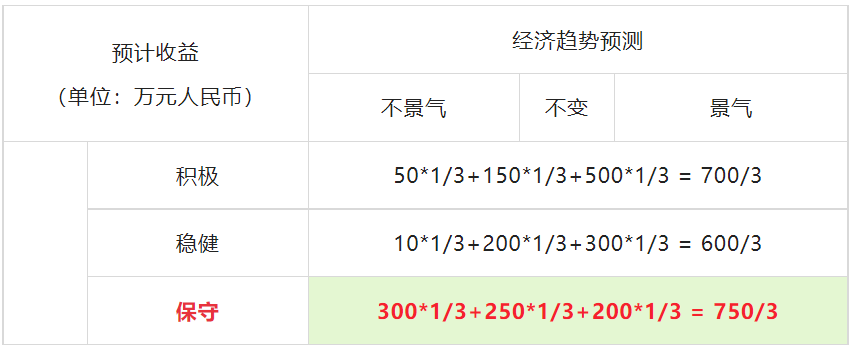 预计收益
（单位：万元人民币）
经济趋势预测
不景气
不变
景气
积极
50*1/3+150*1/3+500*1/3 = 700/3
稳健
10*1/3+200*1/3+300*1/3 = 600/3
保守
300*1/3+250*1/3+200*1/3 = 750/3